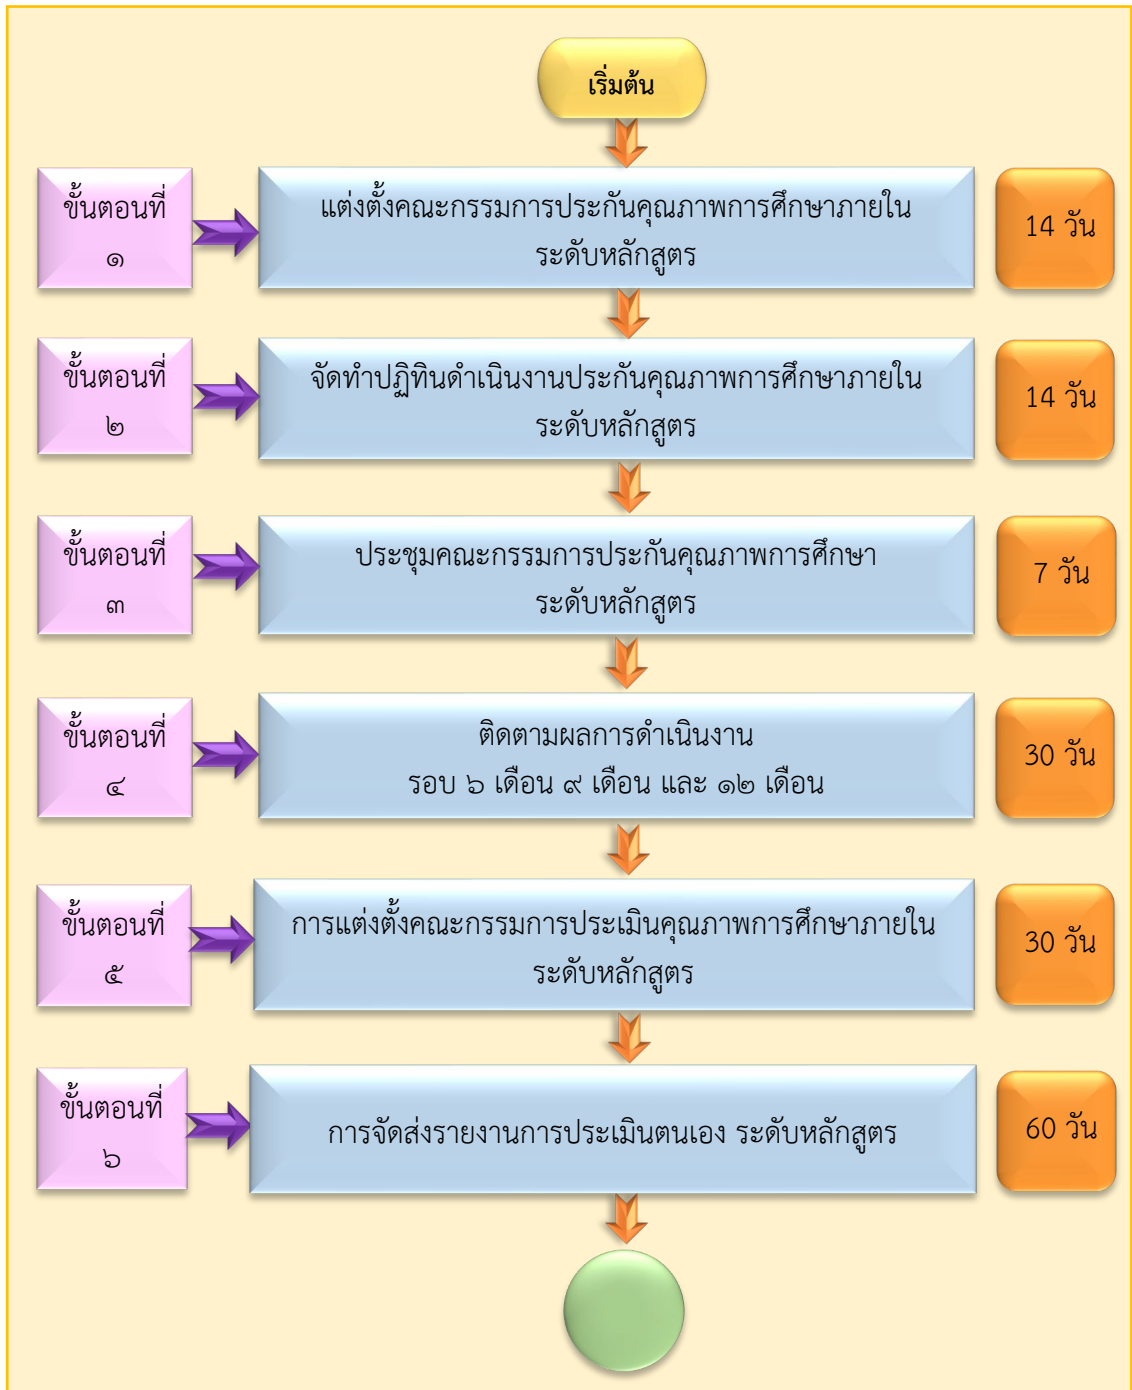 เริ่มต้น
ขั้นตอนที่
๑
แต่งตั้งคณะกรรมการประกันคุณภาพการศึกษาภายใน
ระดับหลักสูตร
14 วัน
ขั้นตอนที่
๒
จัดทำปฏิทินดำเนินงานประกันคุณภาพการศึกษาภายใน
ระดับหลักสูตร
14 วัน
ขั้นตอนที่
๓
ประชุมคณะกรรมการประกันคุณภาพการศึกษา
ระดับหลักสูตร
7 วัน
ขั้นตอนที่
๔
ติดตามผลการดำเนินงาน
รอบ ๖ เดือน ๙ เดือน และ ๑๒ เดือน
30 วัน
ขั้นตอนที่
๕
การแต่งตั้งคณะกรรมการประเมินคุณภาพการศึกษาภายใน
ระดับหลักสูตร
30 วัน
ขั้นตอนที่
๖
การจัดส่งรายงานการประเมินตนเอง ระดับหลักสูตร
60 วัน